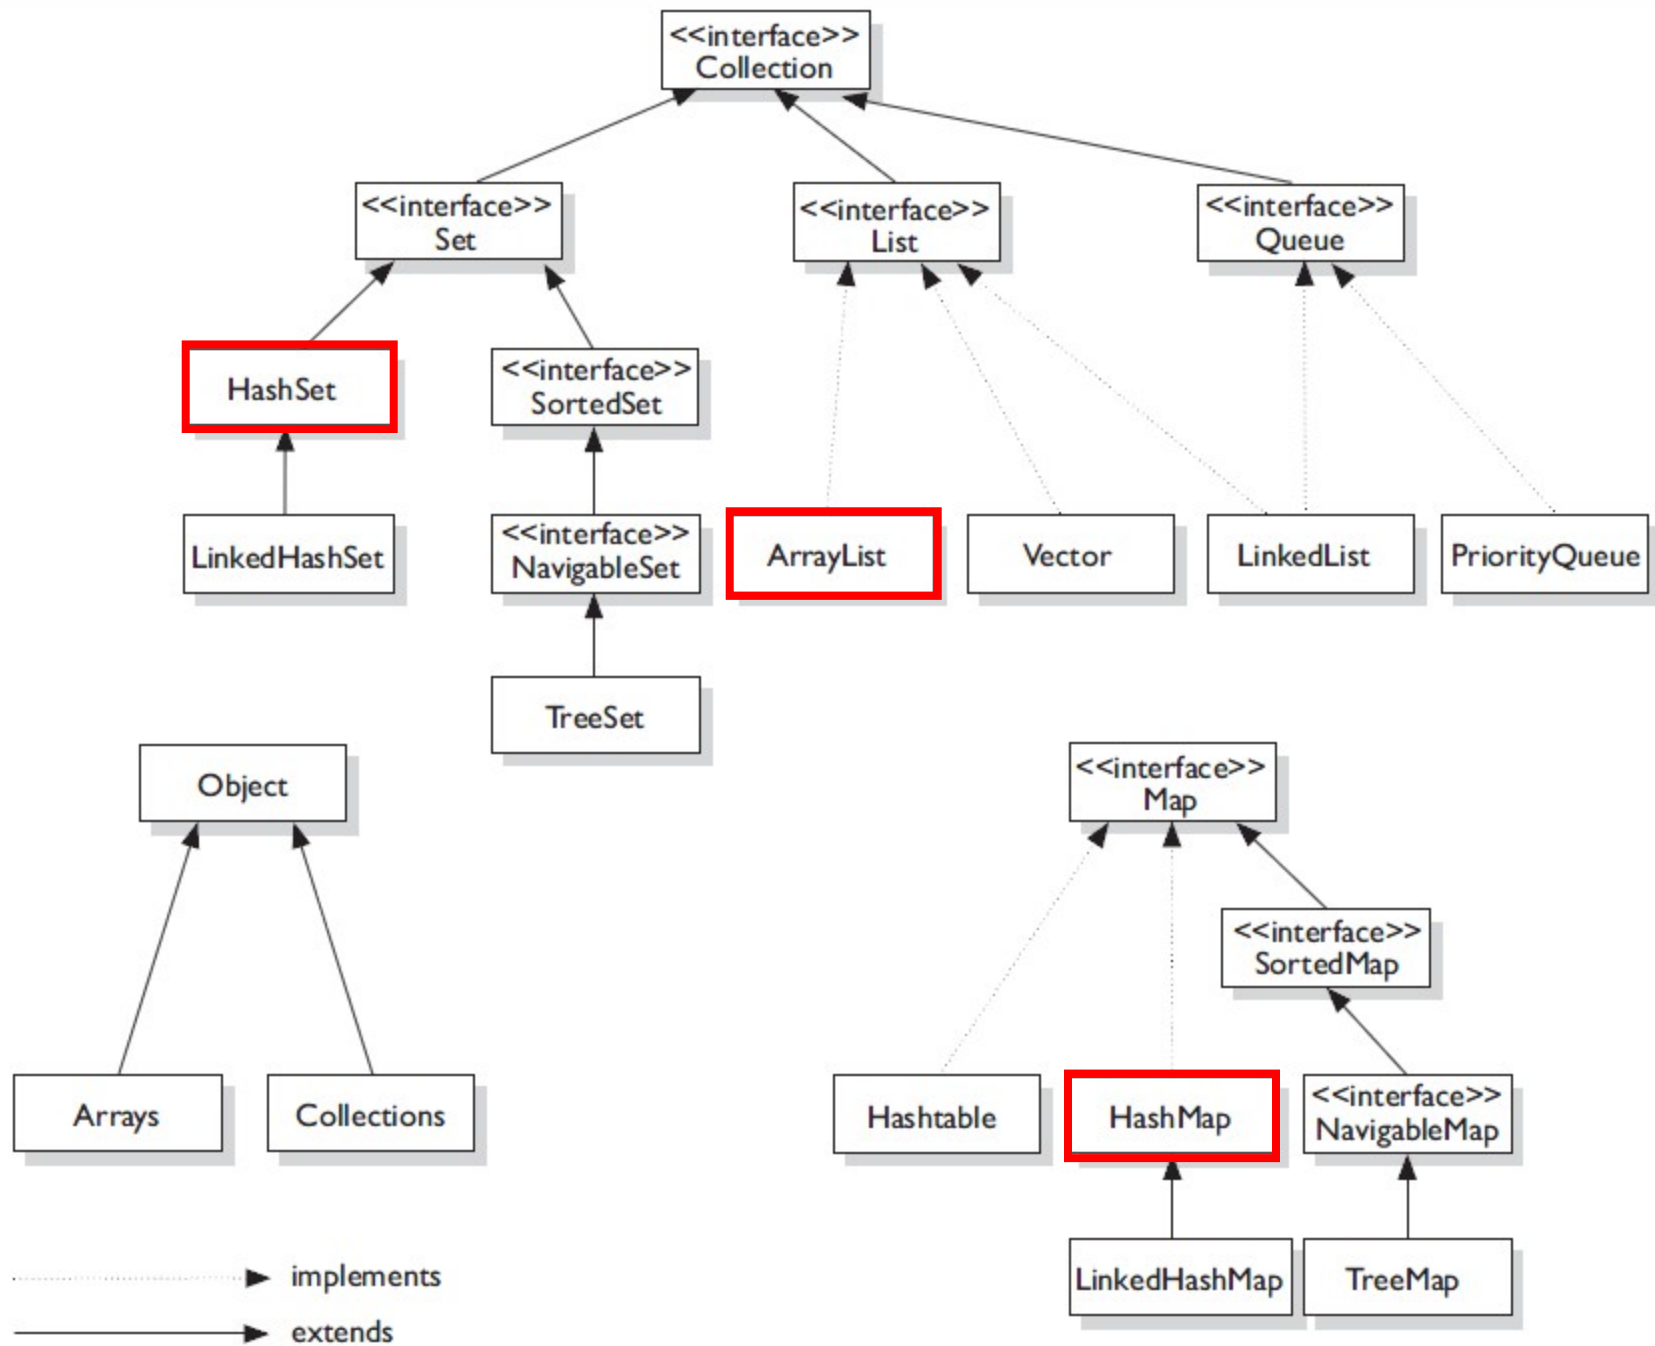 <<interface>>
Collection
<<interface>>
Set
<<interface>>
List
<<interface>>
Queue
HashSet
<<interface>>
SortedSet
LinkedHashSet
<<interface>>
NavigableSet
ArrayList
Vector
LinkedList
PriorityQueue
TreeSet
Object
<<interface>>
Map
<<interface>>
SortedMap
Arrays
Collections
Hashtable
HashMap
<<interface>>
NavigableMap
LinkedHashMap
TreeMap
implements
extends